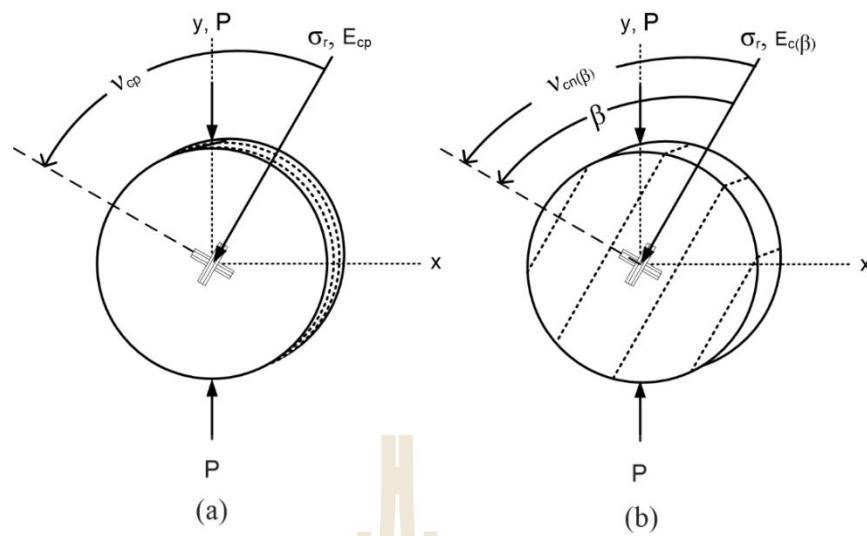 y, P
σr, Ecp
νcp
x
P
(a)
y, P
σr, Ec(β)
νcn(β)
β
x
P
(b)